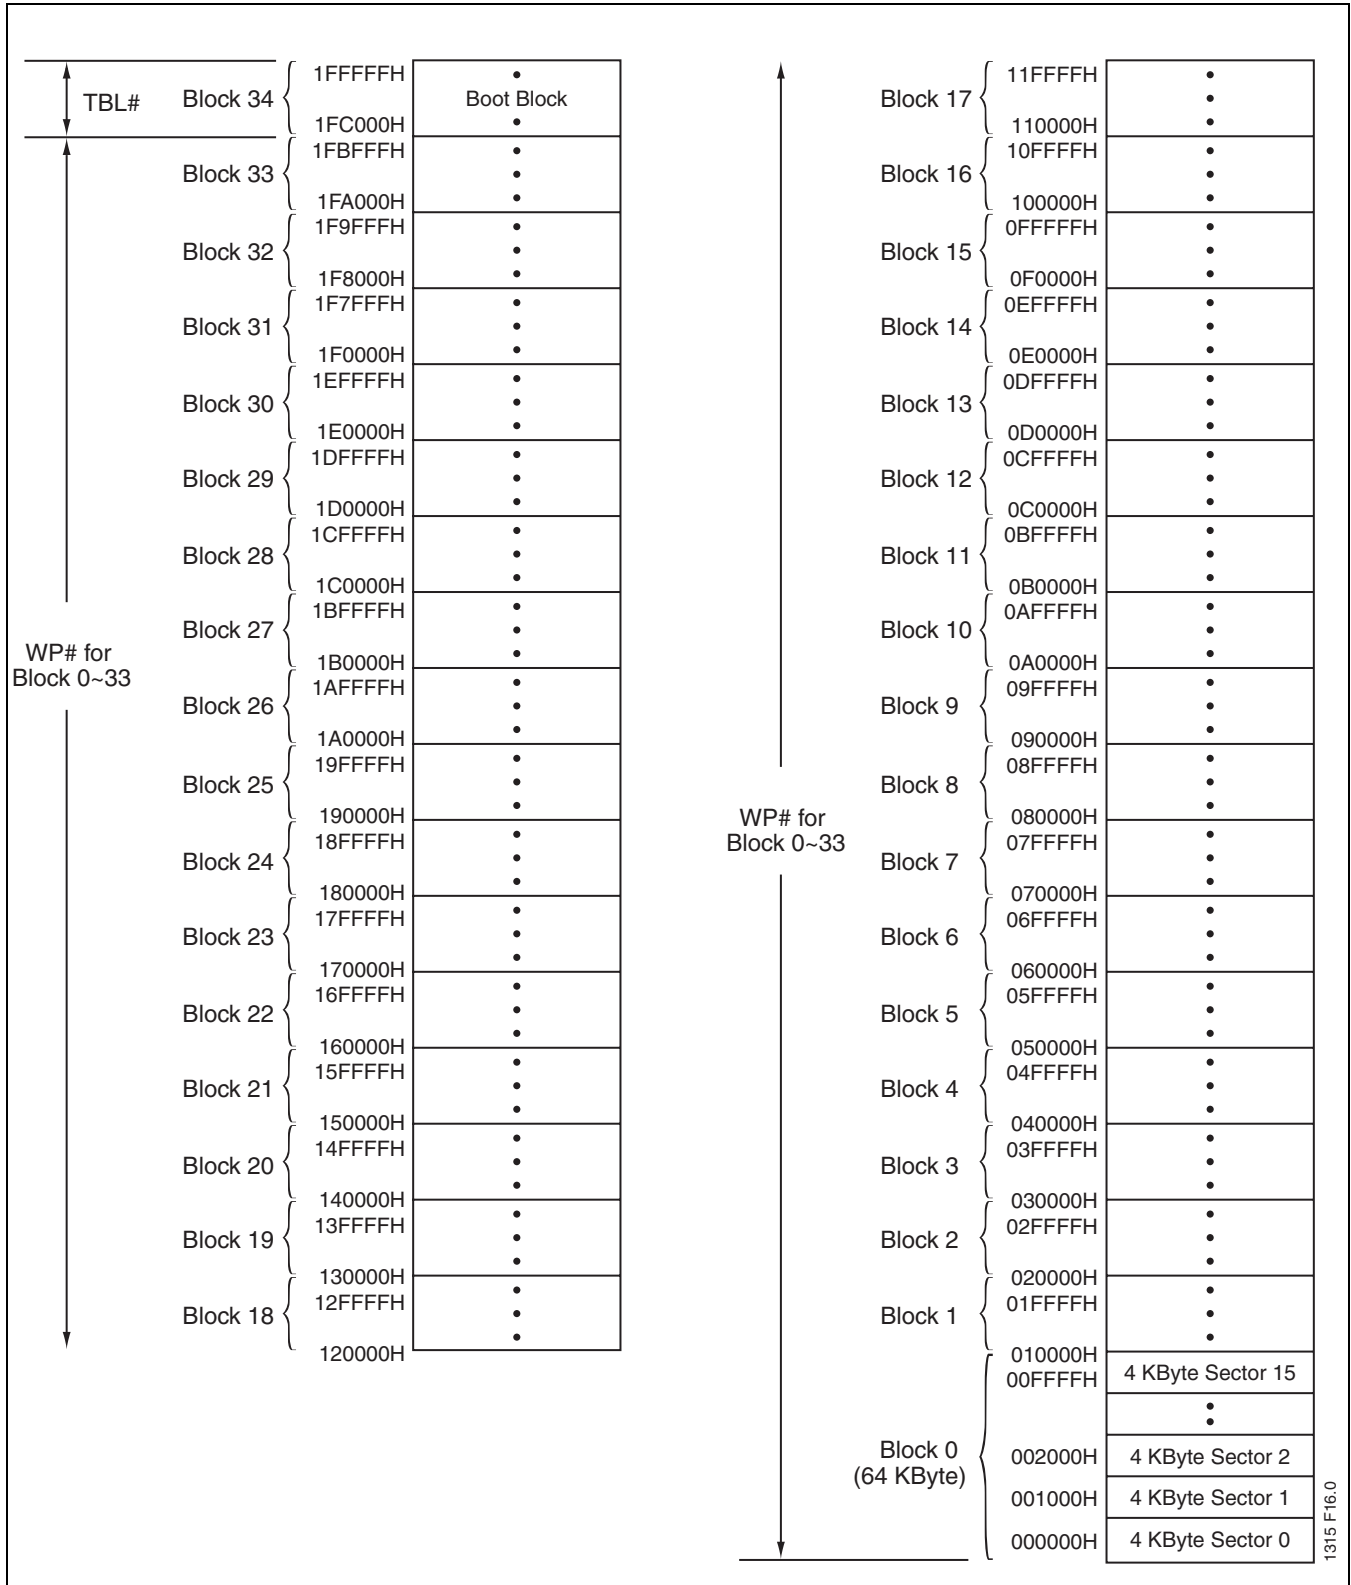 TBL#
Block 34
1FFFFFH
Boot Block
1FC000H
Block 33
1FBFFFH
1FA000H
Block 32
1F9FFFH
1F8000H
Block 31
1F7FFFH
1F0000H
Block 30
1EFFFFH
1E0000H
Block 29
1DFFFFH
1D0000H
Block 28
1CFFFFH
1C0000H
Block 27
1BFFFFH
1B0000H
WP# for
Block 0~33
Block 26
1AFFFFH
1A0000H
Block 25
19FFFFH
190000H
Block 24
18FFFFH
180000H
Block 23
17FFFFH
170000H
Block 22
16FFFFH
160000H
Block 21
15FFFFH
150000H
Block 20
14FFFFH
140000H
Block 19
13FFFFH
130000H
Block 18
12FFFFH
120000H
Block 17
11FFFFH
110000H
Block 16
10FFFFH
100000H
Block 15
0FFFFFH
0F0000H
Block 14
0EFFFFH
0E0000H
Block 13
0DFFFFH
0D0000H
Block 12
0CFFFFH
0C0000H
Block 11
0BFFFFH
0B0000H
Block 10
0AFFFFH
0A0000H
Block 9
09FFFFH
090000H
Block 8
08FFFFH
080000H
WP# for
Block 0~33
Block 7
07FFFFH
070000H
Block 6
06FFFFH
060000H
Block 5
05FFFFH
050000H
Block 4
04FFFFH
040000H
Block 3
03FFFFH
030000H
Block 2
02FFFFH
020000H
Block 1
01FFFFH
010000H
Block 0
(64 KByte)
00FFFFH
4 KByte Sector 15
002000H
4 KByte Sector 2
001000H
4 KByte Sector 1
000000H
4 KByte Sector 0
1315 F16.0